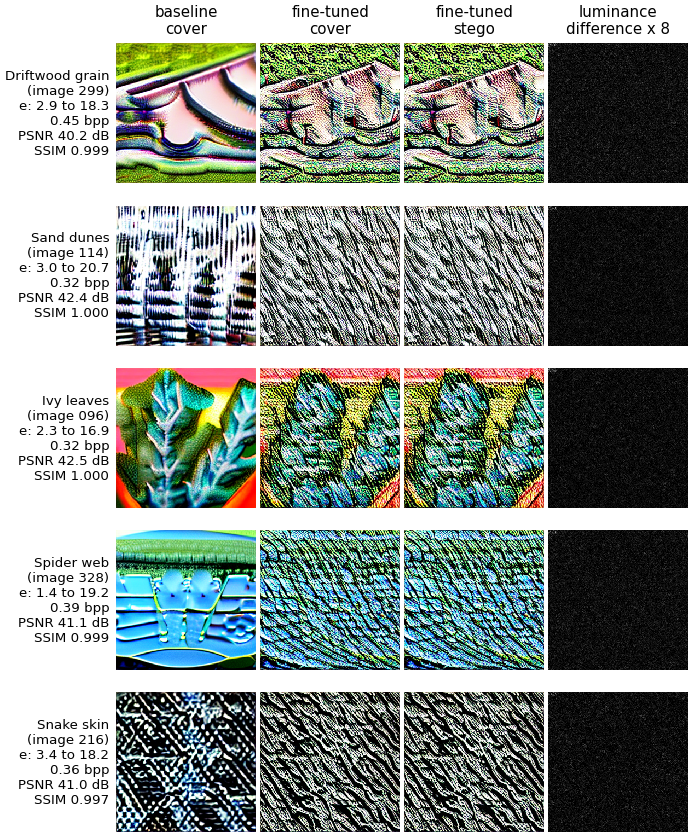 baseline
cover
fine-tuned
cover
fine-tuned
stego
luminance
difference x 8
Driftwood grain
(image 299)
e: 2.9 to 18.3
0.45 bpp
PSNR 40.2 dB
SSIM 0.999
Sand dunes
(image 114)
e: 3.0 to 20.7
0.32 bpp
PSNR 42.4 dB
SSIM 1.000
Ivy leaves
(image 096)
e: 2.3 to 16.9
0.32 bpp
PSNR 42.5 dB
SSIM 1.000
Spider web
(image 328)
e: 1.4 to 19.2
0.39 bpp
PSNR 41.1 dB
SSIM 0.999
Snake skin
(image 216)
e: 3.4 to 18.2
0.36 bpp
PSNR 41.0 dB
SSIM 0.997